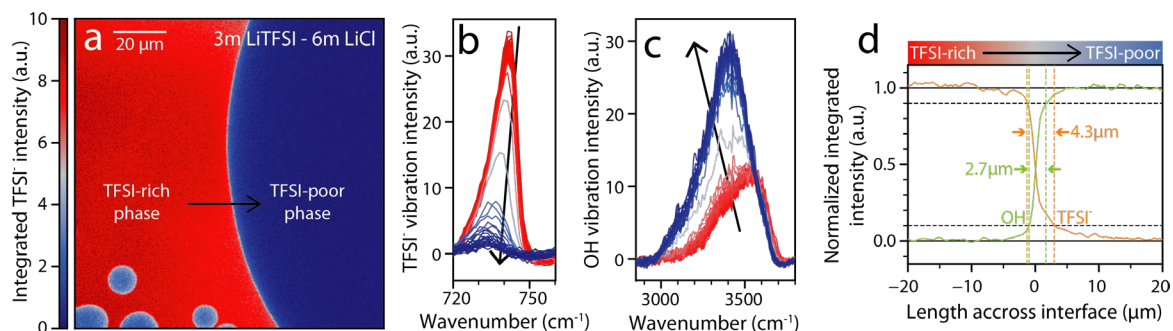 Integrated TFSI⁻ intensity (a.u.)
10
8
6
4
2
0
a
20 µm
3m LiTFSI - 6m LiCl
TFSI-rich
phase
TFSI-poor
phase
b
TFSI⁻ vibration intensity (a.u.)
30
20
10
0
720
760
Wavenumber (cm⁻¹)
c
OH vibration intensity (a.u.)
30
20
10
0
3000
3500
Wavenumber (cm⁻¹)
d
TFSI-rich
TFSI-poor
Normalized integrated
intensity (a.u.)
1.0
0.5
0.0
4.3µm
2.7µm
OH
TFSI⁻
−20
−10
0
10
20
Length accross interface (µm)